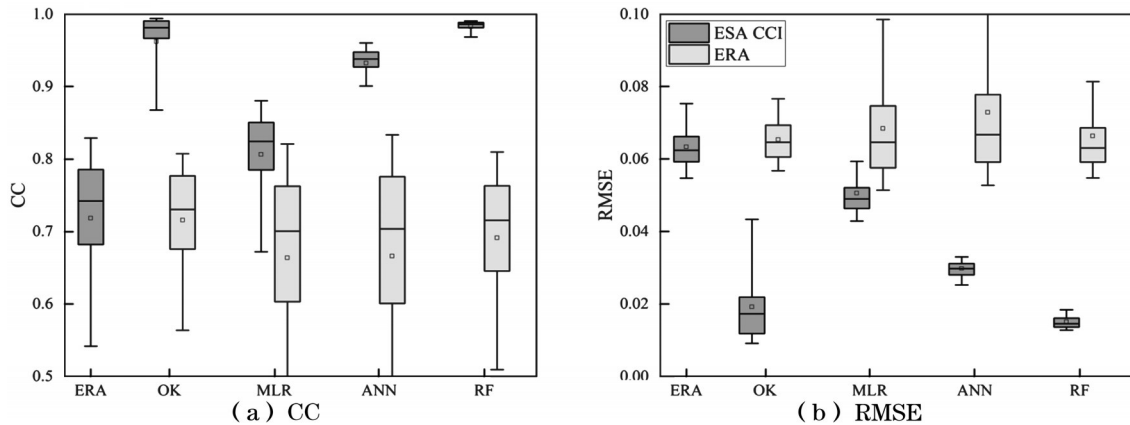 1.0
0.9
0.8
0.7
0.6
0.5
CC
ERA OK MLR ANN RF
(a) CC
0.10
0.08
0.06
0.04
0.02
0.00
RMSE
ESA CCI
ERA
ERA OK MLR ANN RF
(b) RMSE